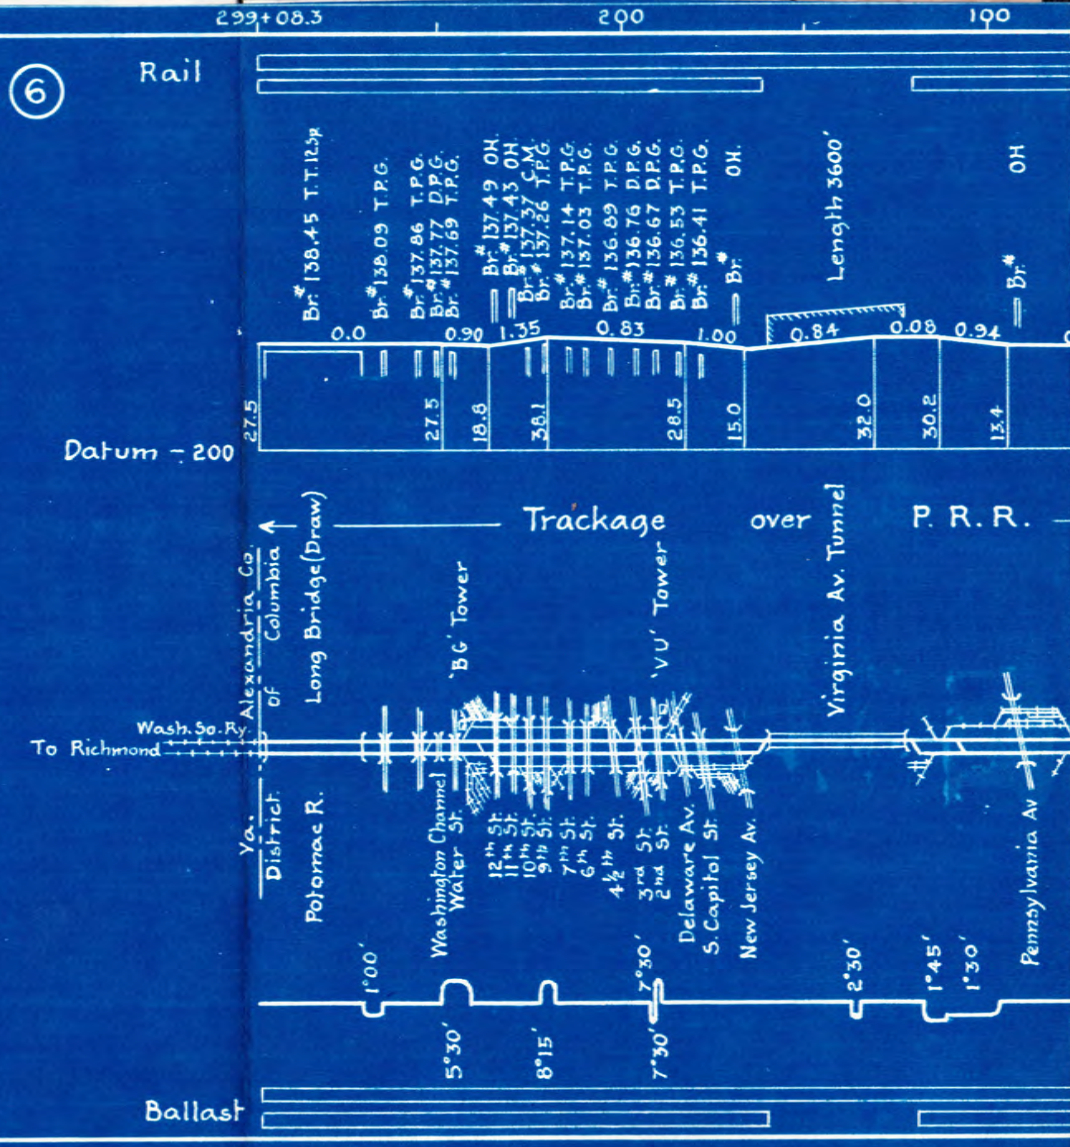 299+08.3
200
100
6
Rail
Br.# 138.45 T.T. 12Sp.
Br.# 138.09 T.P.G.
Br.# 137.86 T.P.G.
Br.# 137.77 D.P.G.
Br.# 137.69 T.P.G.
Br.# 137.49 OH.
Br.# 137.43 OH.
Br.# 137.37 C.M.
Br.# 137.26 T.P.G.
Br.# 137.14 T.P.G.
Br.# 137.03 T.P.G.
Br.# 136.89 T.P.G.
Br.# 136.76 D.P.G.
Br.# 136.67 D.P.G.
Br.# 136.53 T.P.G.
Br.# 136.41 T.P.G.
Br.# OH.
Length 3600'
Br.# OH
0.0
0.90
1.35
0.83
1.00
0.84
0.08
0.94
27.5
27.5
18.8
38.1
28.5
15.0
32.0
30.2
13.4
Datum - 200
Trackage over P. R. R.
Va. Alexandria Co.
District of Columbia
Long Bridge (Draw)
'BG' Tower
'VU' Tower
Virginia Av. Tunnel
Wash. So. Ry.
To Richmond
Potomac R.
Washington Channel
Water St.
12th St.
11th St.
10th St.
9th St.
7th St.
6th St.
4½th St.
3rd St.
2nd St.
Delaware Av.
S. Capitol St.
New Jersey Av.
Pennsylvania Av
1°00'
5°30'
8°15'
7°30'
7°30'
2°30'
1°45'
1°30'
Ballast